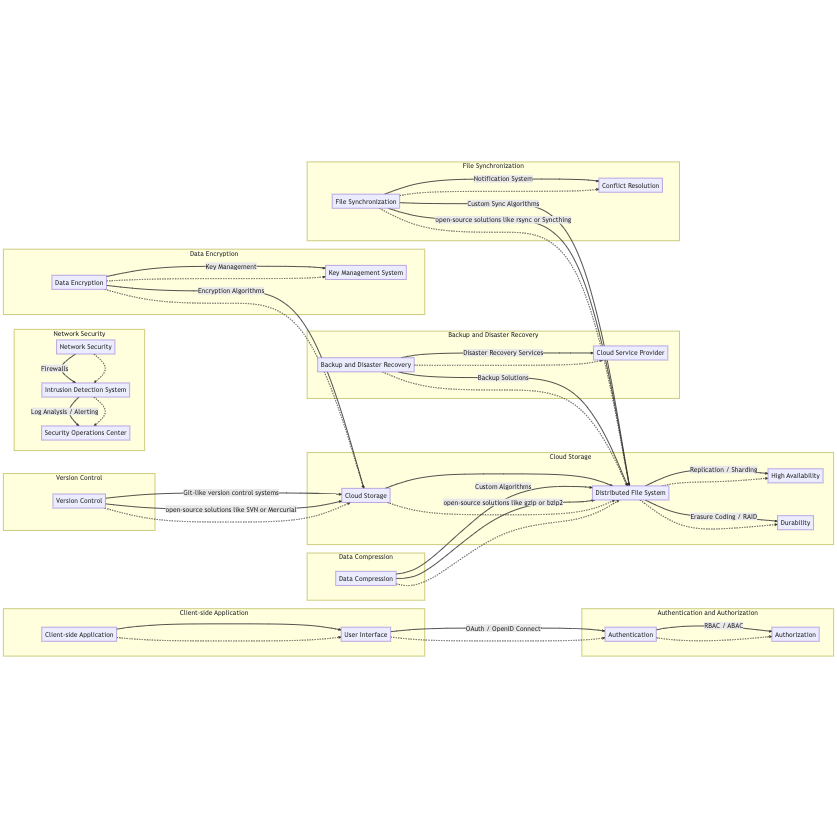 File Synchronization
Notification System
Conflict Resolution
File Synchronization
Custom Sync Algorithms
open-source solutions like rsync or Syncthing
Data Encryption
Key Management
Key Management System
Data Encryption
Encryption Algorithms
Network Security
Network Security
Firewalls
Intrusion Detection System
Log Analysis / Alerting
Security Operations Center
Backup and Disaster Recovery
Disaster Recovery Services
Cloud Service Provider
Backup and Disaster Recovery
Backup Solutions
Cloud Storage
Replication / Sharding
High Availability
Custom Algorithms
Distributed File System
Cloud Storage
open-source solutions like gzip or bzip2
Erasure Coding / RAID
Durability
Version Control
Git-like version control systems
Version Control
open-source solutions like SVN or Mercurial
Data Compression
Data Compression
Client-side Application
Client-side Application
User Interface
OAuth / OpenID Connect
Authentication and Authorization
RBAC / ABAC
Authentication
Authorization